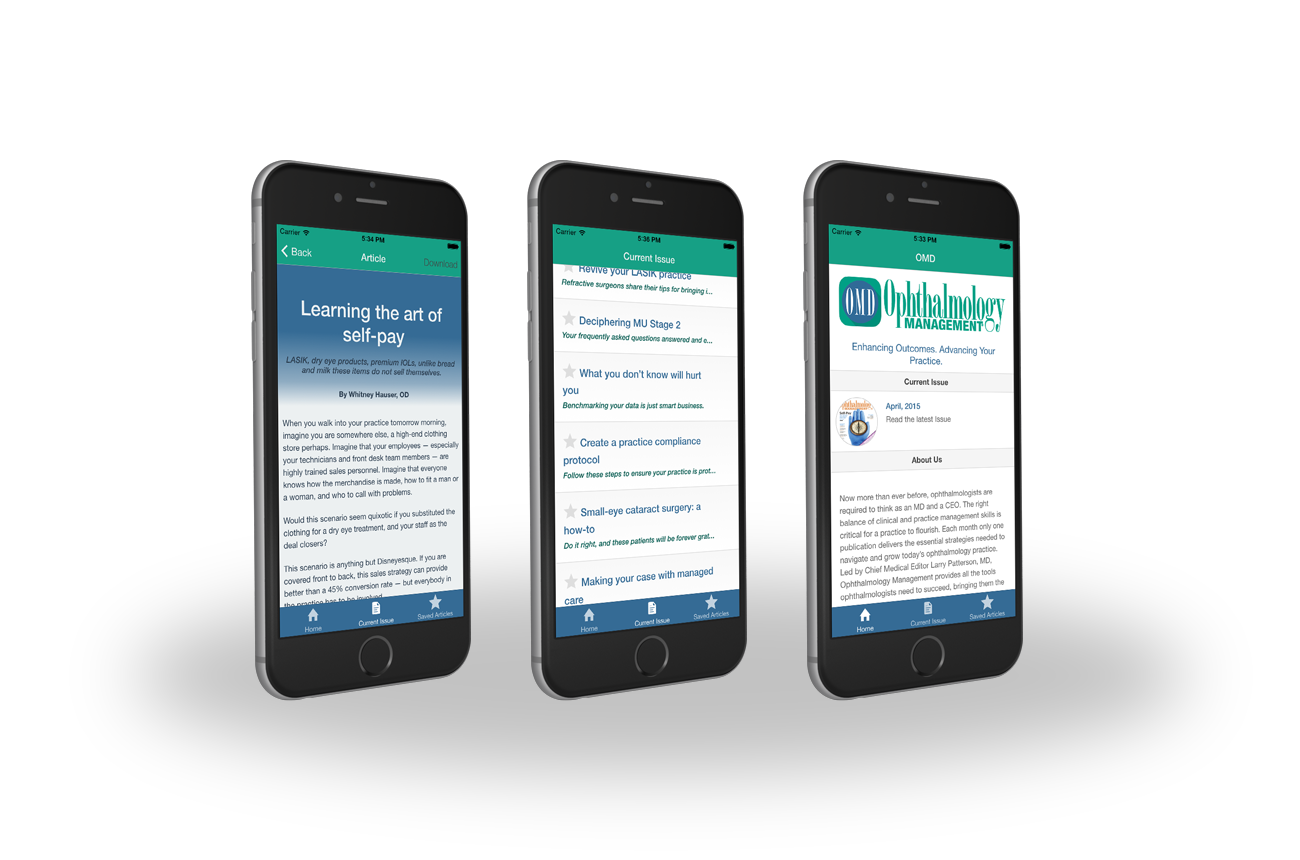 Carrier
5:34 PM
Back
Article
Download
Learning the art of
self-pay
LASIK, dry eye products, premium IOLs, unlike bread
and milk these items do not sell themselves.
By Whitney Hauser, OD
When you walk into your practice tomorrow morning,
imagine you are somewhere else, a high-end clothing
store perhaps. Imagine that your employees — especially
your technicians and front desk team members — are
highly trained sales personnel. Imagine that everyone
knows how the merchandise is made, how to fit a man or
a woman, and who to call with problems.
Would this scenario seem quixotic if you substituted the
clothing for a dry eye treatment, and your staff as the
deal closers?
This scenario is anything but Disneyesque. If you are
covered front to back, this sales strategy can provide
better than a 45% conversion rate — but everybody in
the practice has to be involved.
Home
Current Issue
Saved Articles
Carrier
5:36 PM
Current Issue
Revive your LASIK practice
Refractive surgeons share their tips for bringing i...
Deciphering MU Stage 2
Your frequently asked questions answered and e...
What you don't know will hurt
you
Benchmarking your data is just smart business.
Create a practice compliance
protocol
Follow these steps to ensure your practice is prot...
Small-eye cataract surgery: a
how-to
Do it right, and these patients will be forever grat...
Making your case with managed
care
Home
Current Issue
Saved Articles
Carrier
5:33 PM
OMD
OMD Ophthalmology
MANAGEMENT
Enhancing Outcomes. Advancing Your
Practice.
Current Issue
April, 2015
Read the latest Issue
About Us
Now more than ever before, ophthalmologists are
required to think as an MD and a CEO. The right
balance of clinical and practice management skills is
critical for a practice to flourish. Each month only one
publication delivers the essential strategies needed to
navigate and grow today's ophthalmology practice.
Led by Chief Medical Editor Larry Patterson, MD,
Ophthalmology Management provides all the tools
ophthalmologists need to succeed, bringing them the
Home
Current Issue
Saved Articles